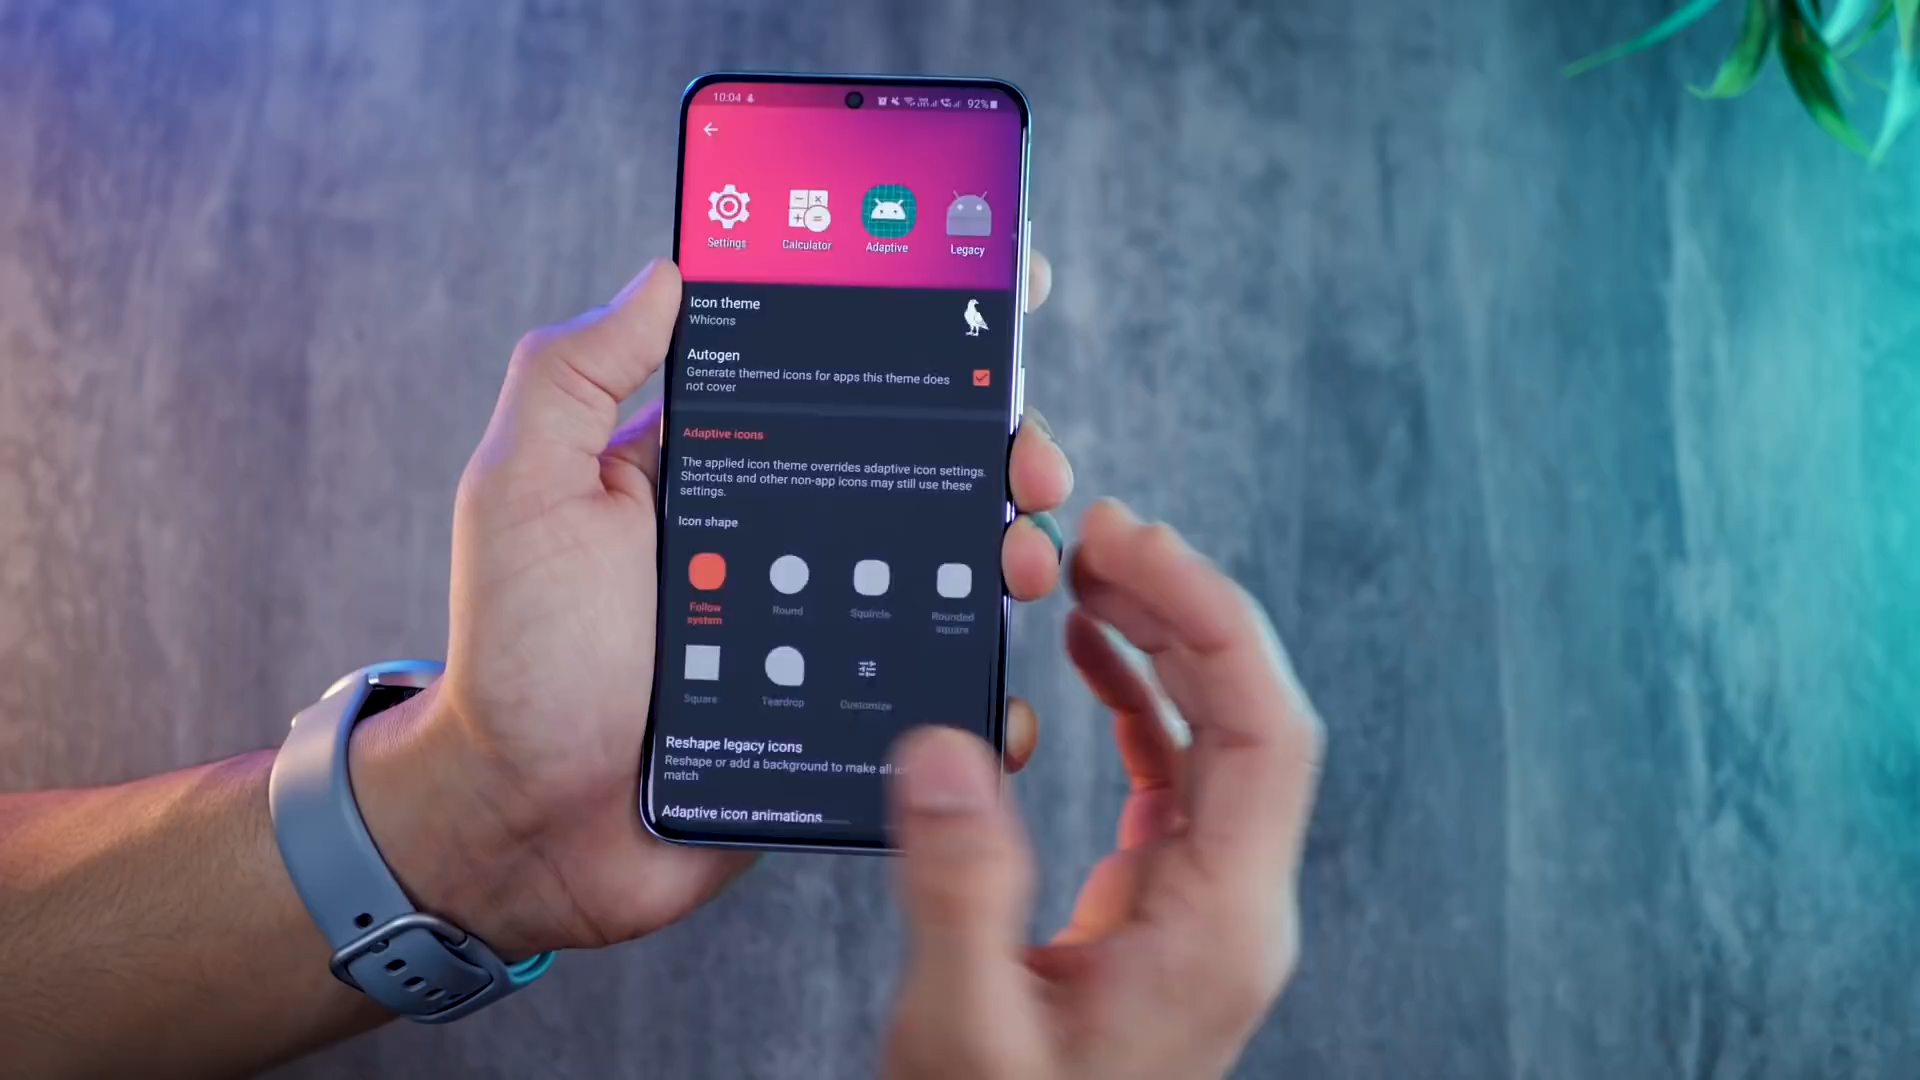 10:04
92%
Settings
Calculator
Adaptive
Legacy
Icon theme
Whicons
Autogen
Generate themed icons for apps this theme does
not cover
Adaptive icons
The applied icon theme overrides adaptive icon settings.
Shortcuts and other non-app icons may still use these
settings.
Icon shape
Follow
system
Round
Squircle
Rounded
square
Square
Teardrop
Customize
Reshape legacy icons
Reshape or add a background to make all
match
Adaptive icon animations